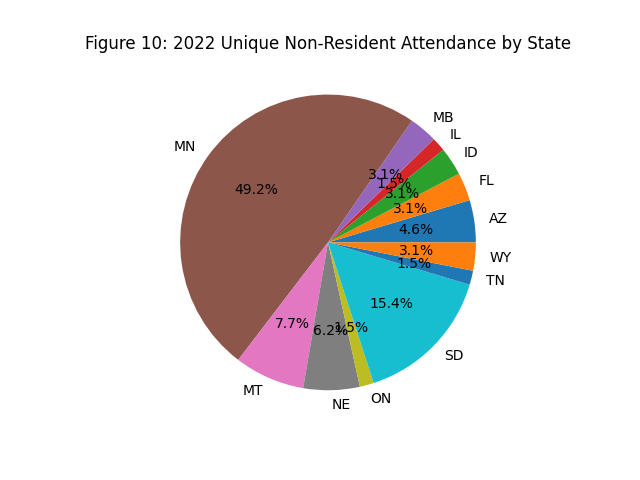 Figure 10: 2022 Unique Non-Resident Attendance by State
MB
IL
ID
FL
AZ
WY
TN
SD
ON
NE
MT
MN
3.1%
1.5%
3.1%
3.1%
4.6%
3.1%
1.5%
15.4%
1.5%
6.2%
7.7%
49.2%